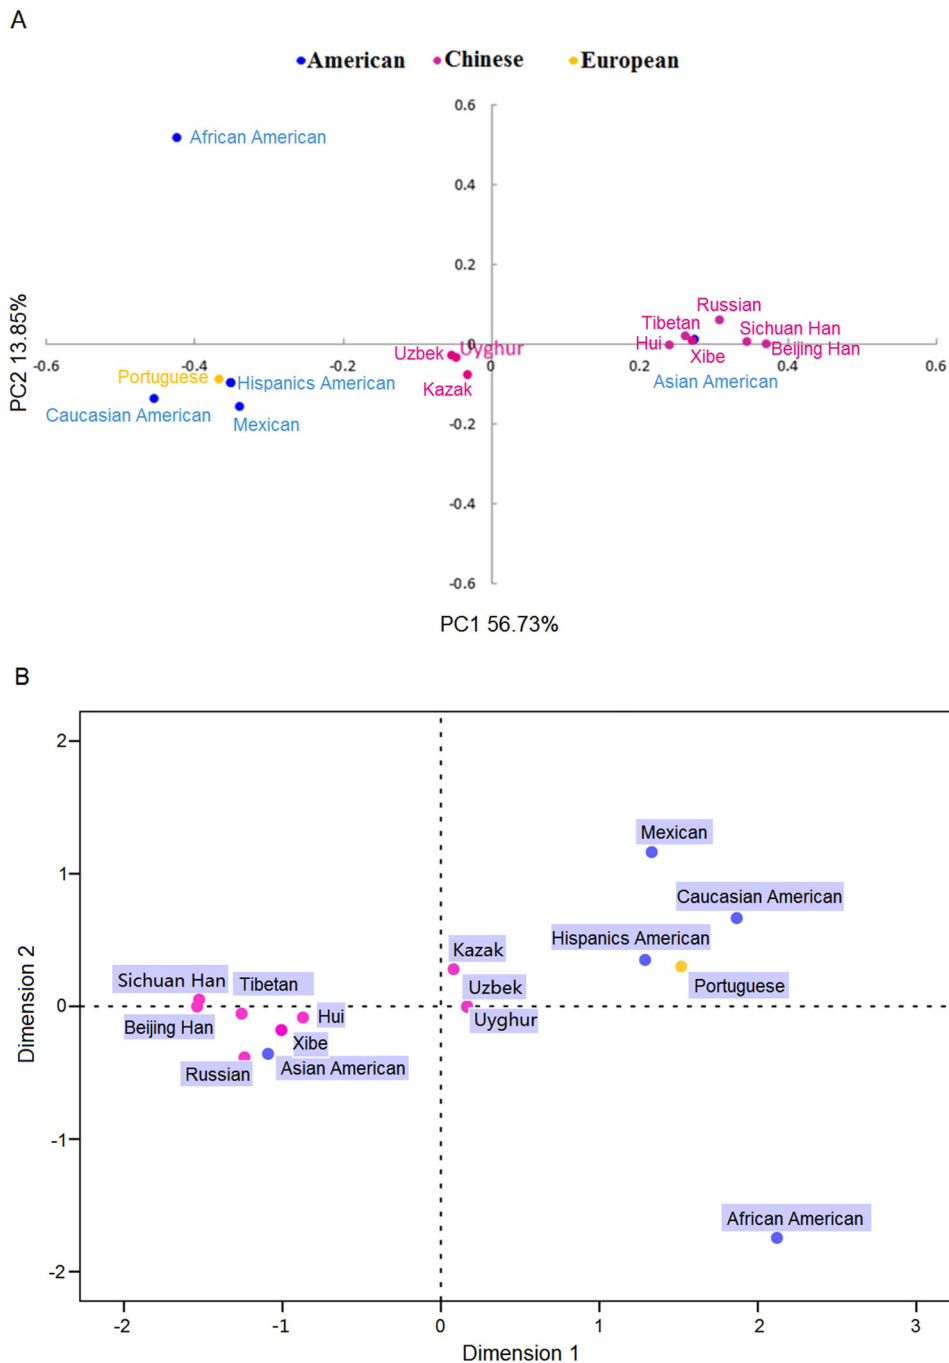 A
American Chinese European
0.6
African American
0.4
0.2
Russian
Tibetan
Sichuan Han
Hui
Beijing Han
Xibe
Uzbek Uyghur
-0.6 -0.4 -0.2 0 0.2 0.4 0.6
Portuguese
Hispanics American
Kazak
Asian American
Caucasian American
Mexican
-0.2
-0.4
-0.6
PC2 13.85%
PC1 56.73%
B
2
Mexican
1
Caucasian American
Hispanics American
Kazak
Portuguese
Sichuan Han
Tibetan
Uzbek
0
Beijing Han
Hui
Uyghur
Xibe
Russian
Asian American
-1
African American
-2
Dimension 2
-2 -1 0 1 2 3
Dimension 1